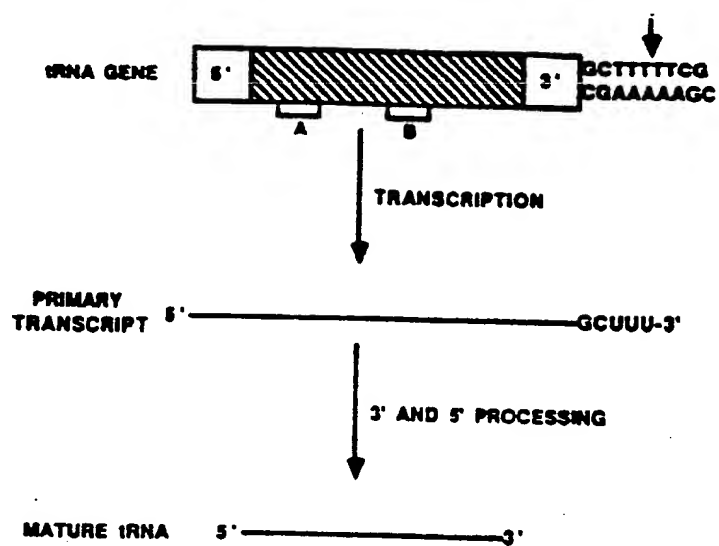 tRNA GENE 5' 3' GCTTTTTCG
CGAAAAAGC
A B
TRANSCRIPTION
PRIMARY
TRANSCRIPT 5' GCUUU-3'
3' AND 5' PROCESSING
MATURE tRNA 5' 3'